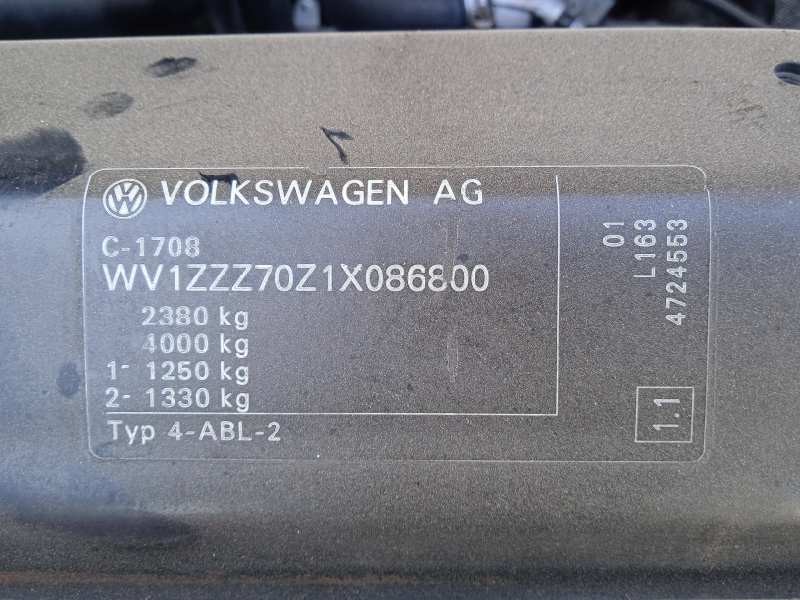 VOLKSWAGEN AG
C-1708
WV1ZZZ70Z1X086800
2380 kg
4000 kg
1- 1250 kg
2- 1330 kg
Typ 4-ABL-2
01
L163
4724553
1.1